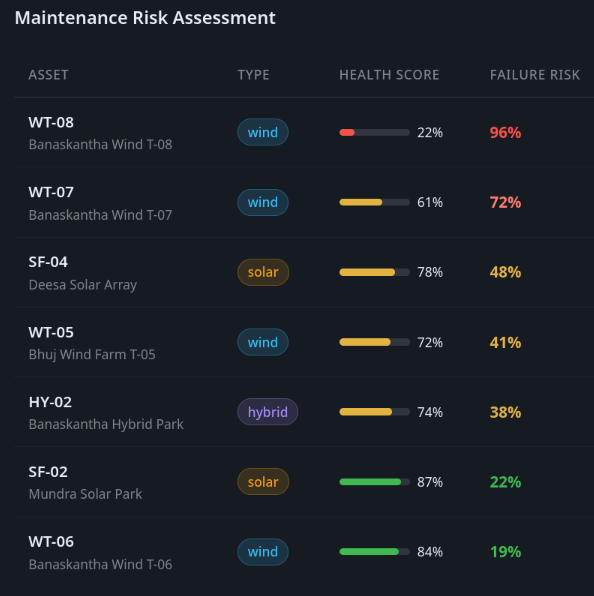 Maintenance Risk Assessment
ASSET TYPE HEALTH SCORE FAILURE RISK
WT-08
Banaskantha Wind T-08
wind 22% 96%
WT-07
Banaskantha Wind T-07
wind 61% 72%
SF-04
Deesa Solar Array
solar 78% 48%
WT-05
Bhuj Wind Farm T-05
wind 72% 41%
HY-02
Banaskantha Hybrid Park
hybrid 74% 38%
SF-02
Mundra Solar Park
solar 87% 22%
WT-06
Banaskantha Wind T-06
wind 84% 19%